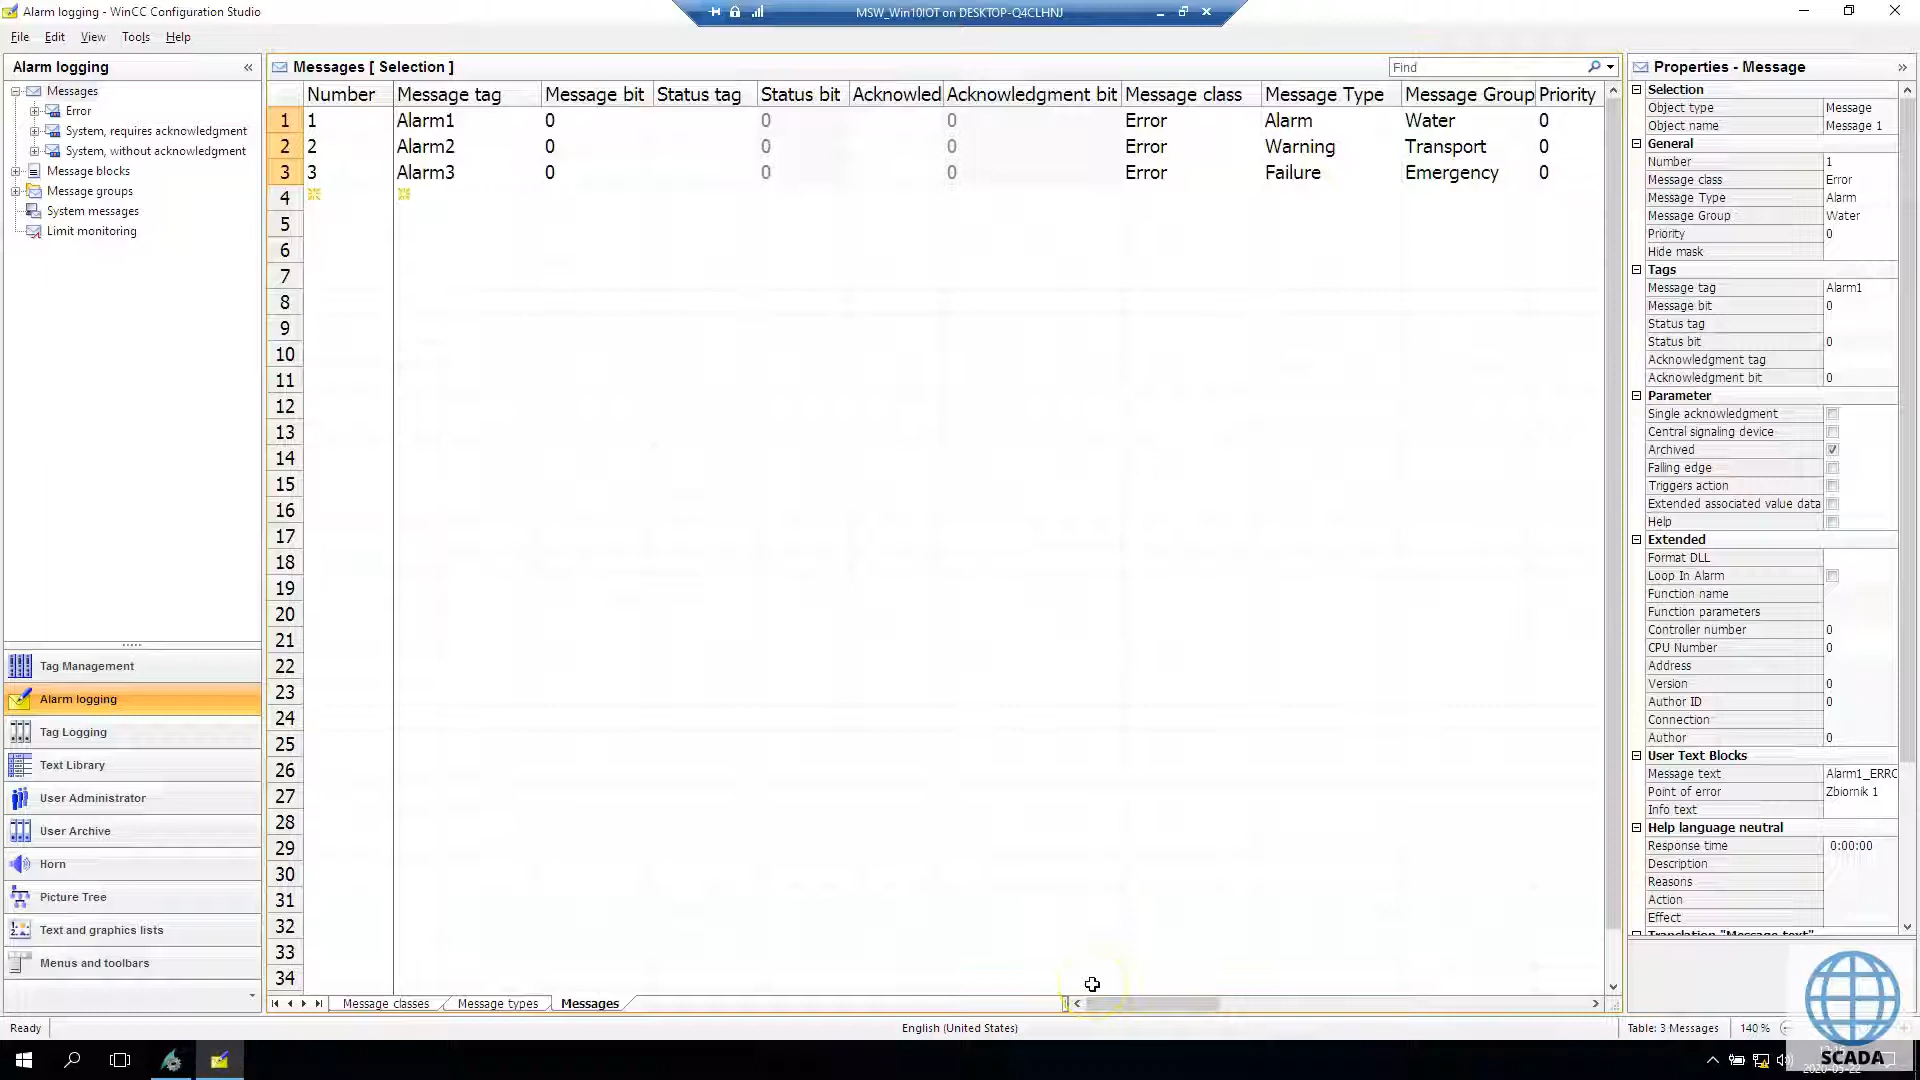 Alarm logging - WinCC Configuration Studio
MSW_Win10IOT on DESKTOP-Q4CLHNJ
File Edit View Tools Help
Alarm logging
Messages
Error
System, requires acknowledgment
System, without acknowledgment
Message blocks
Message groups
System messages
Limit monitoring
Tag Management
Alarm logging
Tag Logging
Text Library
User Administrator
User Archive
Horn
Picture Tree
Text and graphics lists
Menus and toolbars
Messages [ Selection ]
Find
Number Message tag Message bit Status tag Status bit Acknowled Acknowledgment bit Message class Message Type Message Group Priority
1 1 Alarm1 0 0 0 Error Alarm Water 0
2 2 Alarm2 0 0 0 Error Warning Transport 0
3 3 Alarm3 0 0 0 Error Failure Emergency 0
4
5
6
7
8
9
10
11
12
13
14
15
16
17
18
19
20
21
22
23
24
25
26
27
28
29
30
31
32
33
34
Message classes Message types Messages
Properties - Message
Selection
Object type Message
Object name Message 1
General
Number 1
Message class Error
Message Type Alarm
Message Group Water
Priority 0
Hide mask
Tags
Message tag Alarm1
Message bit 0
Status tag
Status bit 0
Acknowledgment tag
Acknowledgment bit 0
Parameter
Single acknowledgment
Central signaling device
Archived
Falling edge
Triggers action
Extended associated value data
Help
Extended
Format DLL
Loop In Alarm
Function name
Function parameters
Controller number 0
CPU Number 0
Address
Version 0
Author ID 0
Connection
Author 0
User Text Blocks
Message text Alarm1_ERRC
Point of error Zbiornik 1
Info text
Help language neutral
Response time 0:00:00
Description
Reasons
Action
Effect
Translation "Message text"
Ready English (United States) Table: 3 Messages 140 %
SCADA